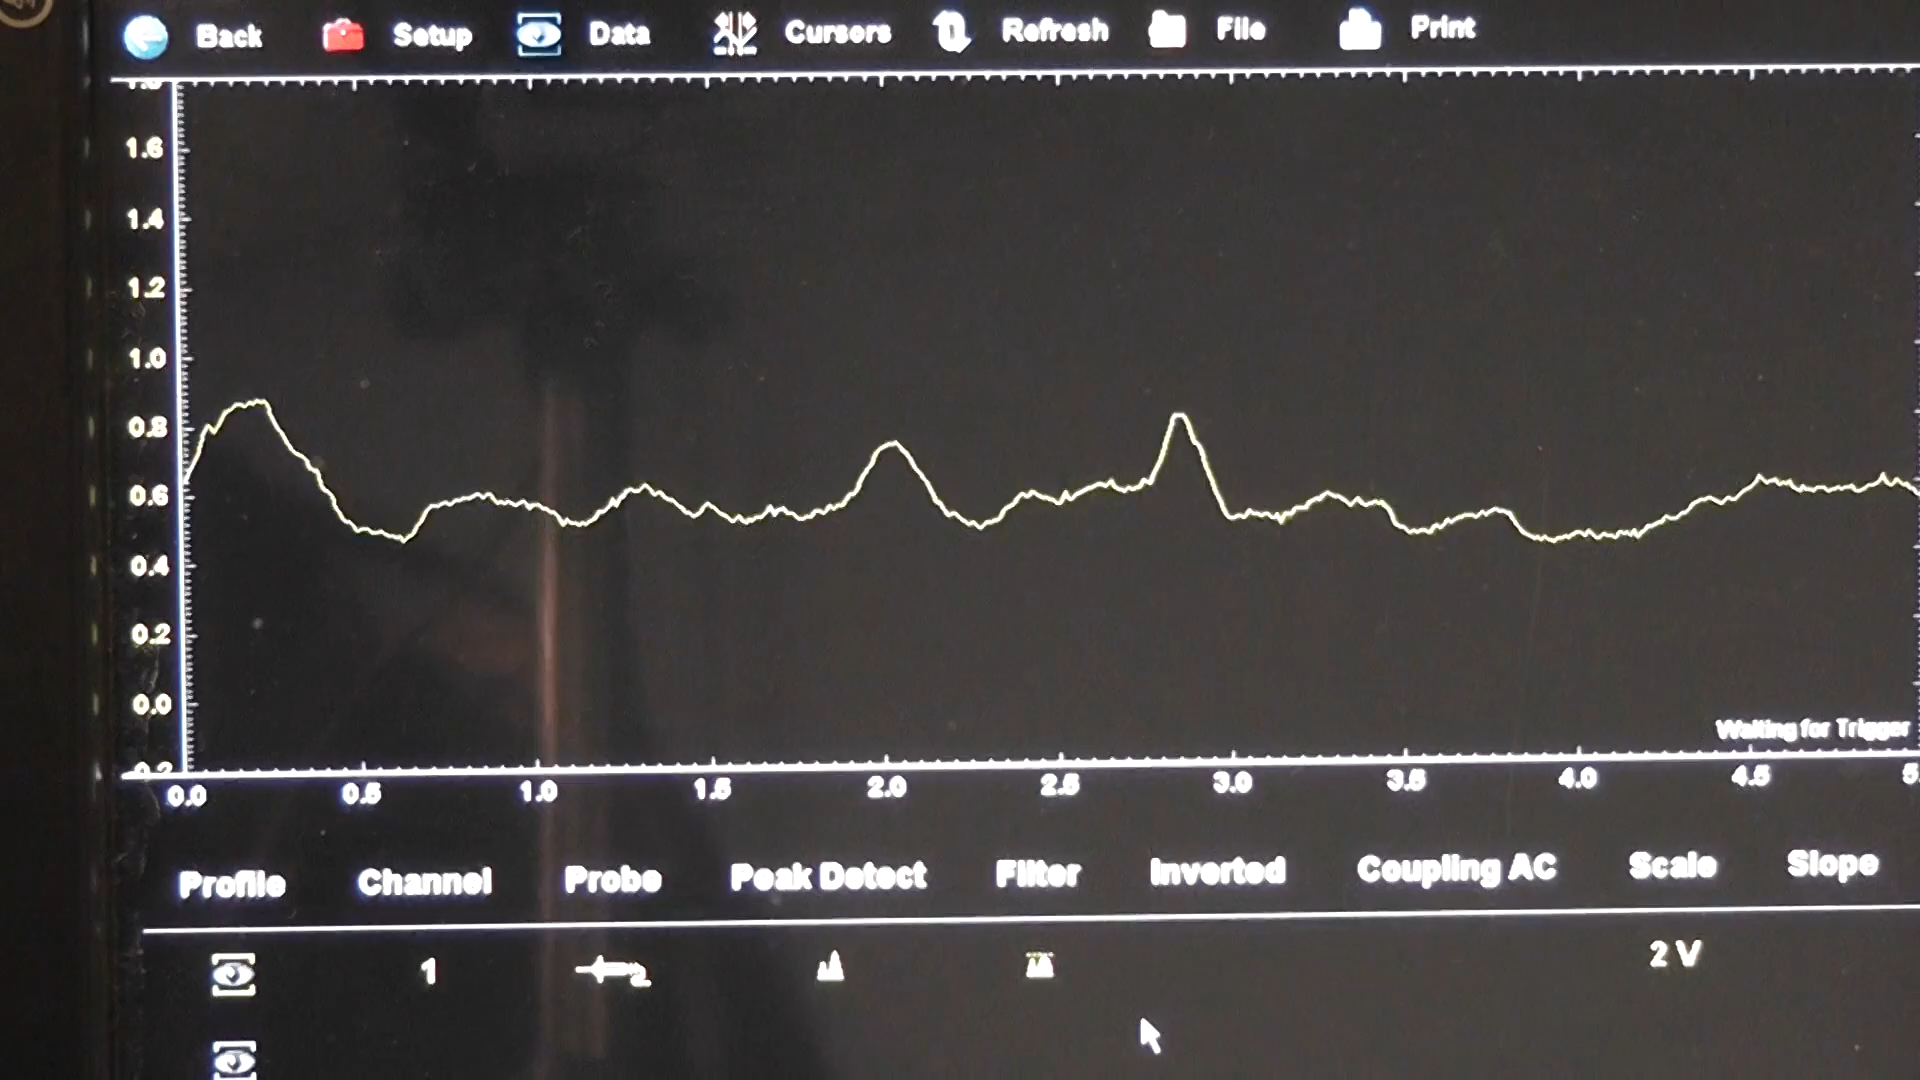 Back Setup Data Cursors Refresh File Print
1.6
1.4
1.2
1.0
0.8
0.6
0.4
0.2
0.0
Waiting for Trigger
0.0 0.5 1.0 1.5 2.0 2.5 3.0 3.5 4.0 4.5
Profile Channel Probe Peak Detect Filter Inverted Coupling AC Scale Slope
1 2 2 V